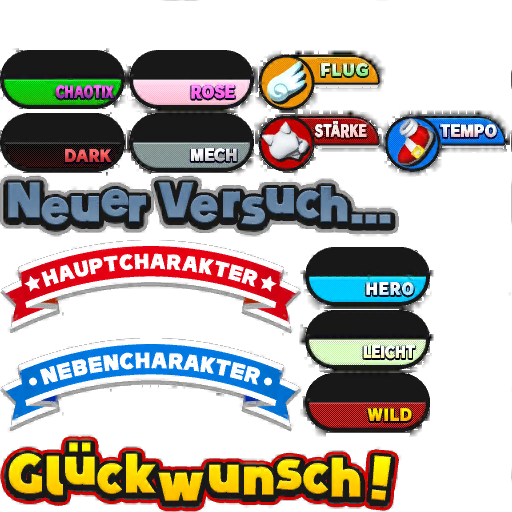 CHAOTIX
ROSE
FLUG
DARK
MECH
STÄRKE
TEMPO
Neuer Versuch...
HAUPTCHARAKTER
HERO
LEICHT
NEBENCHARAKTER
WILD
Glückwunsch!